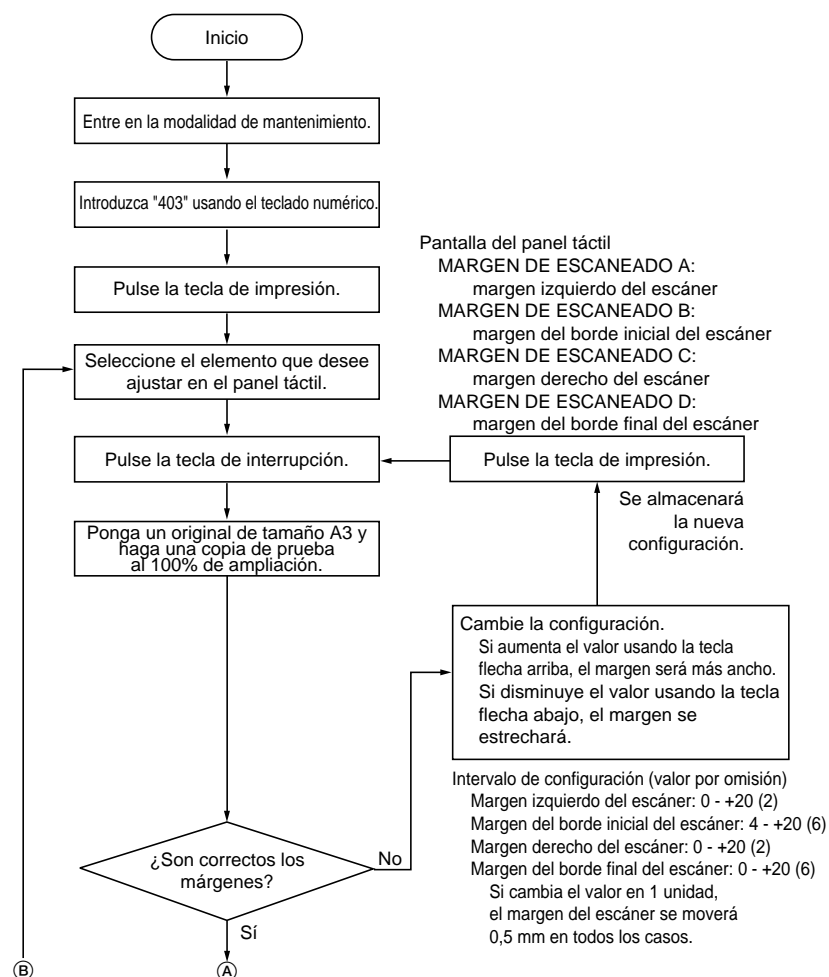 Inicio
Entre en la modalidad de mantenimiento.
Introduzca "403" usando el teclado numérico.
Pulse la tecla de impresión.
Seleccione el elemento que desee
ajustar en el panel táctil.
Pulse la tecla de interrupción.
Ponga un original de tamaño A3 y
haga una copia de prueba
al 100% de ampliación.
¿Son correctos los
márgenes?
No
Sí
B
A
Pantalla del panel táctil
MARGEN DE ESCANEADO A:
margen izquierdo del escáner
MARGEN DE ESCANEADO B:
margen del borde inicial del escáner
MARGEN DE ESCANEADO C:
margen derecho del escáner
MARGEN DE ESCANEADO D:
margen del borde final del escáner
Pulse la tecla de impresión.
Se almacenará
la nueva
configuración.
Cambie la configuración.
Si aumenta el valor usando la tecla
flecha arriba, el margen será más ancho.
Si disminuye el valor usando la tecla
flecha abajo, el margen se
estrechará.
Intervalo de configuración (valor por omisión)
Margen izquierdo del escáner: 0 - +20 (2)
Margen del borde inicial del escáner: 4 - +20 (6)
Margen derecho del escáner: 0 - +20 (2)
Margen del borde final del escáner: 0 - +20 (6)
Si cambia el valor en 1 unidad,
el margen del escáner se moverá
0,5 mm en todos los casos.